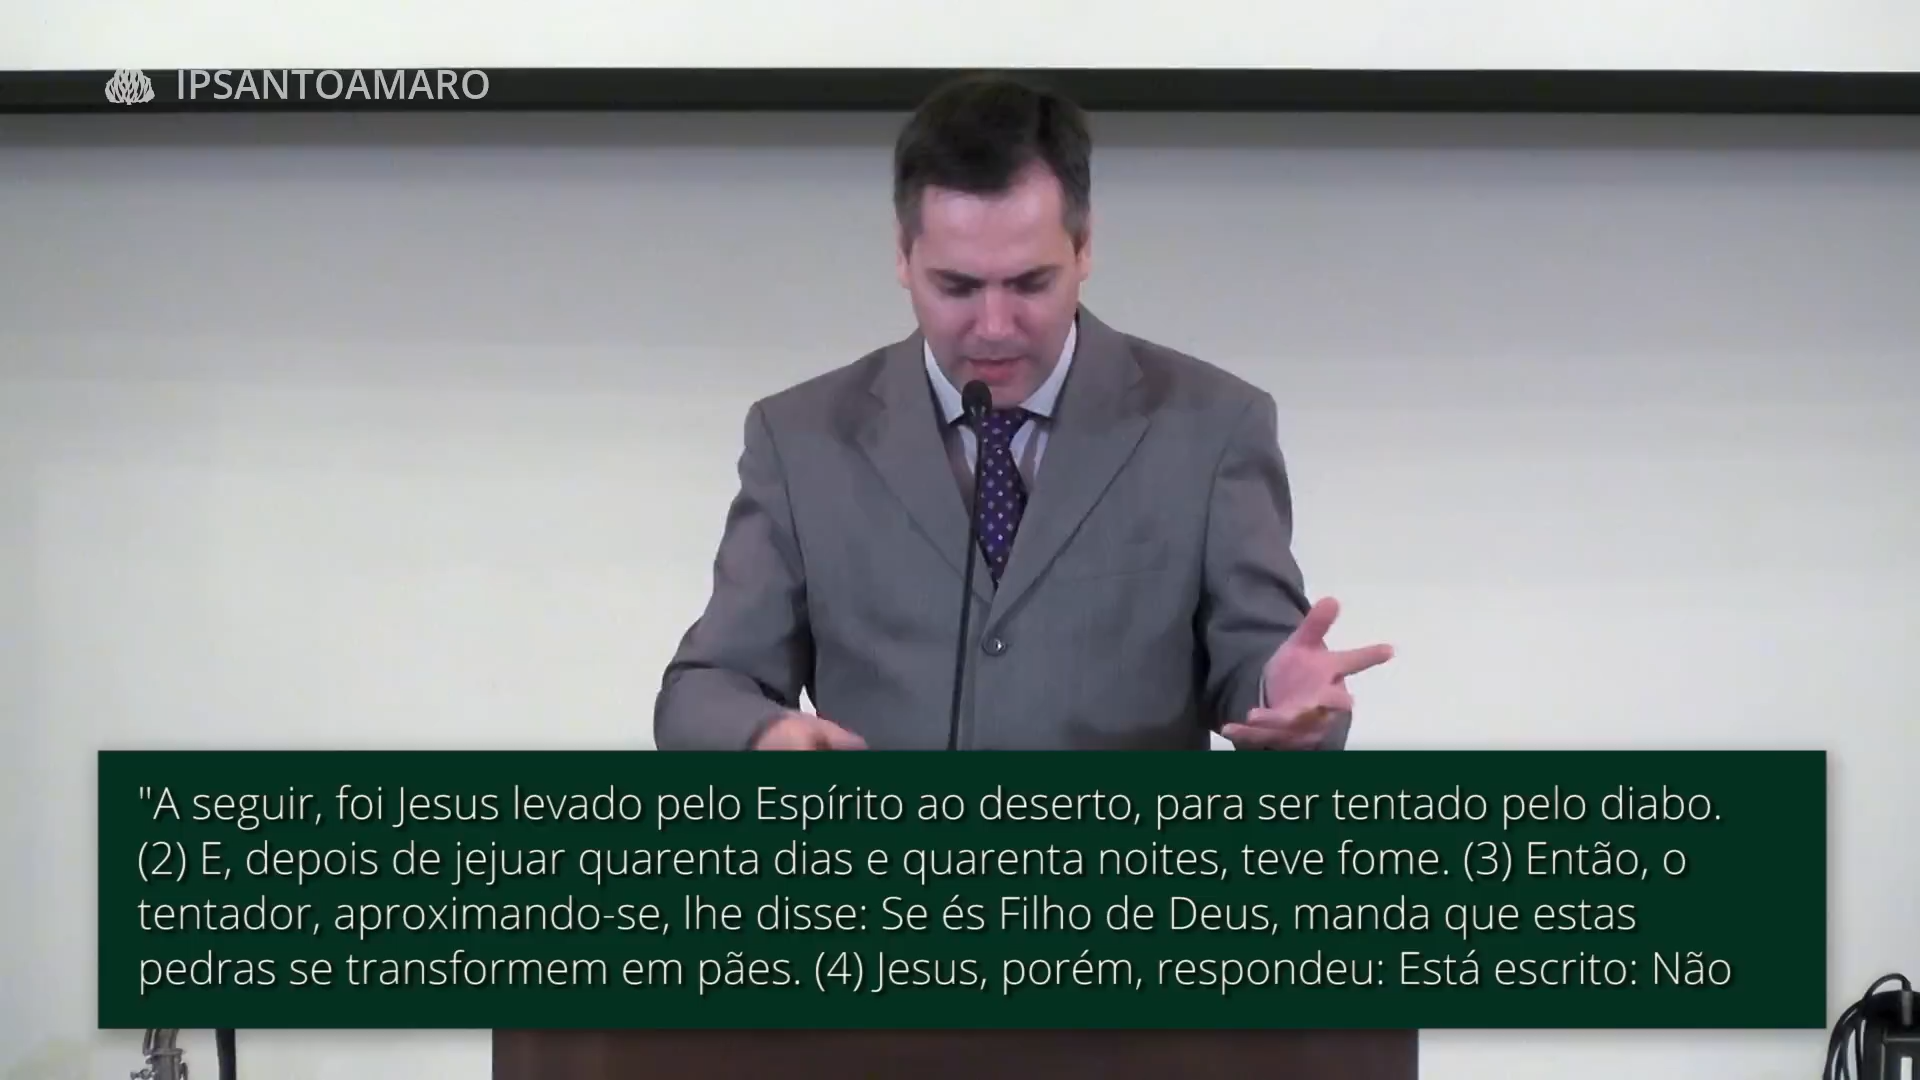 IPSANTOAMARO
"A seguir, foi Jesus levado pelo Espírito ao deserto, para ser tentado pelo diabo.
(2) E, depois de jejuar quarenta dias e quarenta noites, teve fome. (3) Então, o
tentador, aproximando-se, lhe disse: Se és Filho de Deus, manda que estas
pedras se transformem em pães. (4) Jesus, porém, respondeu: Está escrito: Não